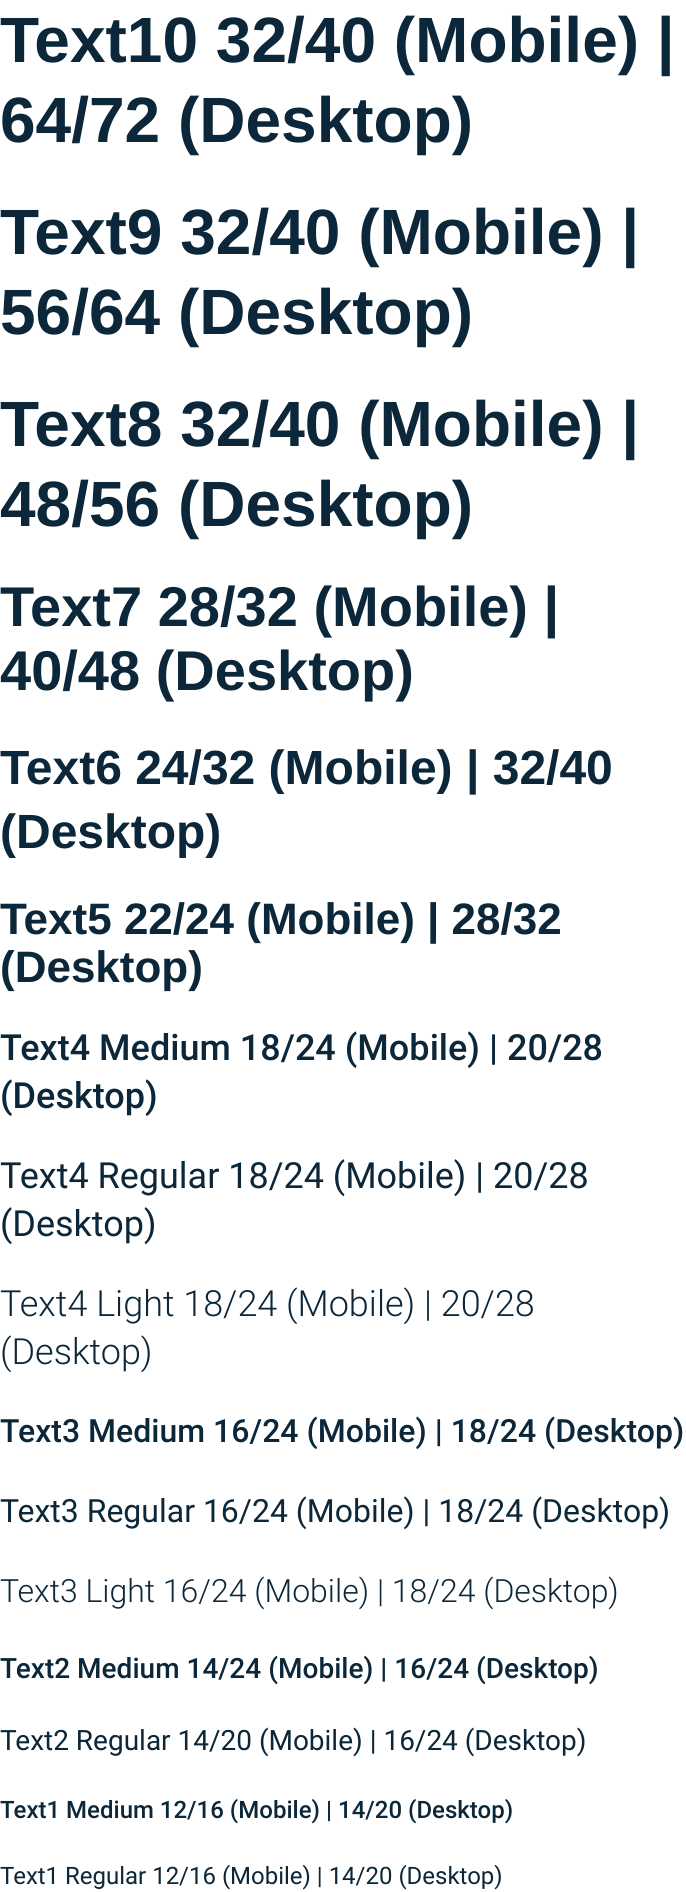 Text10 32/40 (Mobile) |
64/72 (Desktop)
Text9 32/40 (Mobile) |
56/64 (Desktop)
Text8 32/40 (Mobile) |
48/56 (Desktop)
Text7 28/32 (Mobile) |
40/48 (Desktop)
Text6 24/32 (Mobile) | 32/40
(Desktop)
Text5 22/24 (Mobile) | 28/32
(Desktop)
Text4 Medium 18/24 (Mobile) | 20/28
(Desktop)
Text4 Regular 18/24 (Mobile) | 20/28
(Desktop)
Text4 Light 18/24 (Mobile) | 20/28
(Desktop)
Text3 Medium 16/24 (Mobile) | 18/24 (Desktop)
Text3 Regular 16/24 (Mobile) | 18/24 (Desktop)
Text3 Light 16/24 (Mobile) | 18/24 (Desktop)
Text2 Medium 14/24 (Mobile) | 16/24 (Desktop)
Text2 Regular 14/20 (Mobile) | 16/24 (Desktop)
Text1 Medium 12/16 (Mobile) | 14/20 (Desktop)
Text1 Regular 12/16 (Mobile) | 14/20 (Desktop)